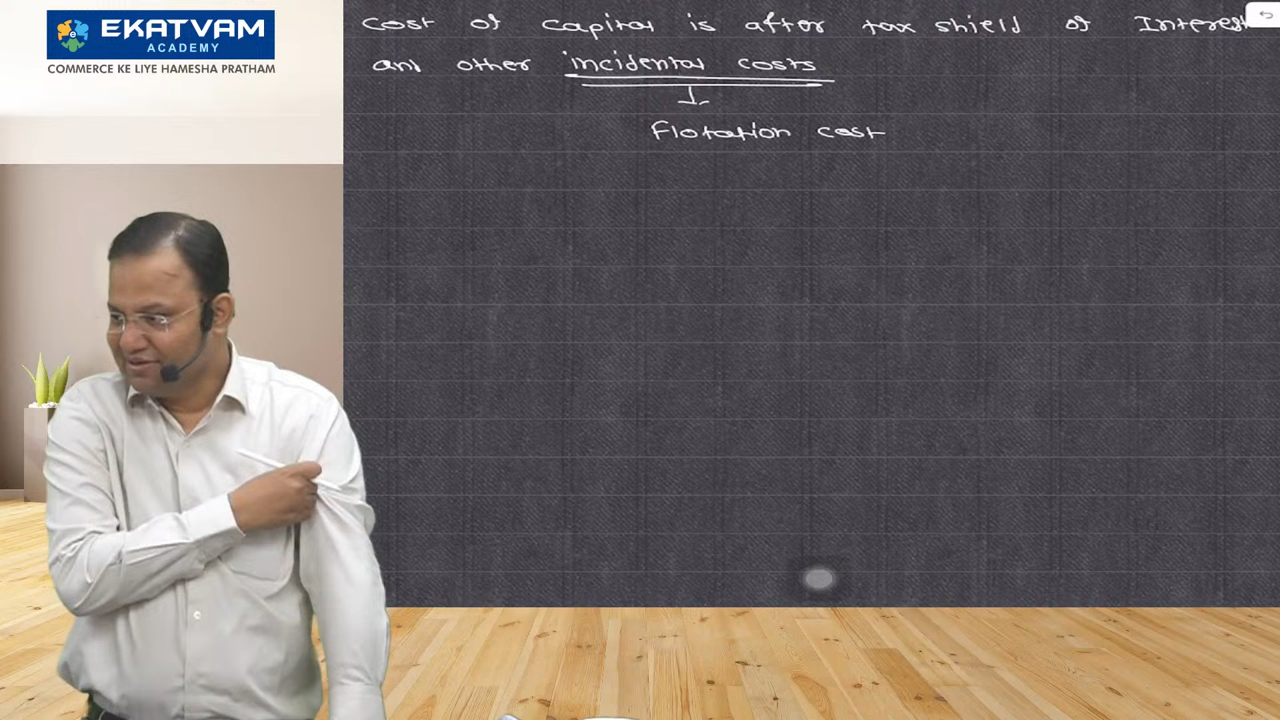 EKATVAM
ACADEMY
COMMERCE KE LIYE HAMESHA PRATHAM
Cost of Capital is after tax shield of Interest
and other incidental costs
Flotation cost